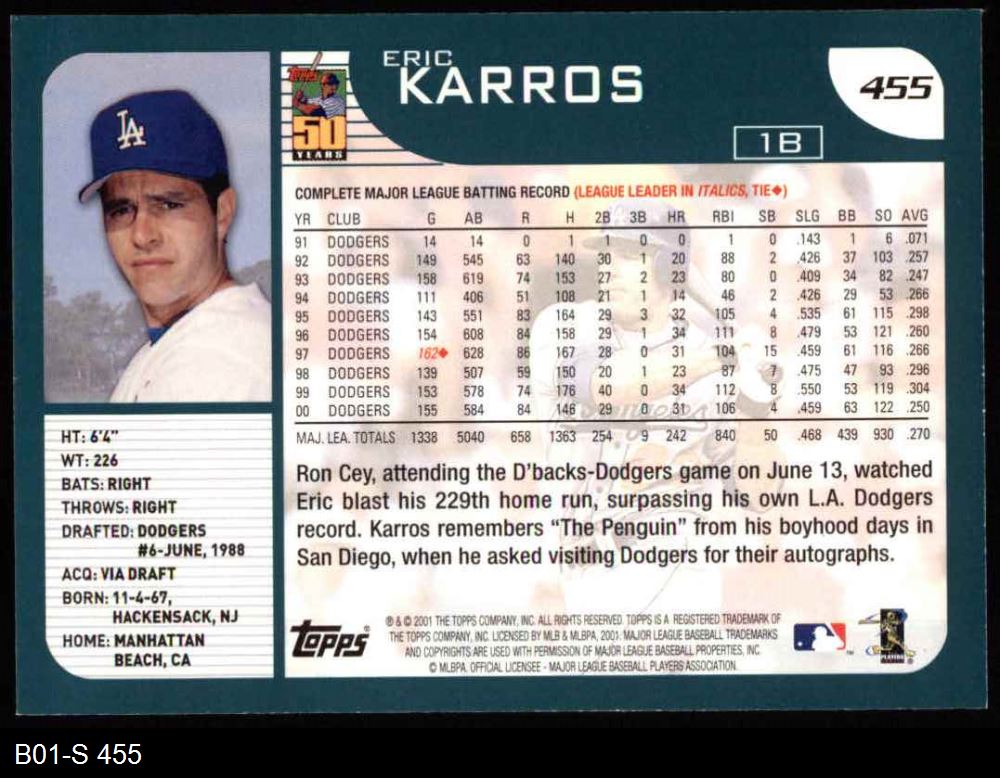 ERIC
KARROS
455
Topps
50
YEARS
1B
COMPLETE MAJOR LEAGUE BATTING RECORD (LEAGUE LEADER IN ITALICS, TIE◆)
YR CLUB G AB R H 2B 3B HR RBI SB SLG BB SO AVG
91 DODGERS 14 14 0 1 1 0 0 1 0 .143 1 6 .071
92 DODGERS 149 545 63 140 30 1 20 88 2 .426 37 103 .257
93 DODGERS 158 619 74 153 27 2 23 80 0 .409 34 82 .247
94 DODGERS 111 406 51 108 21 1 14 46 2 .426 29 53 .266
95 DODGERS 143 551 83 164 29 3 32 105 4 .535 61 115 .298
96 DODGERS 154 608 84 158 29 1 34 111 8 .479 53 121 .260
97 DODGERS 162◆ 628 86 167 28 0 31 104 15 .459 61 116 .266
98 DODGERS 139 507 59 150 20 1 23 87 7 .475 47 93 .296
99 DODGERS 153 578 74 176 40 0 34 112 8 .550 53 119 .304
00 DODGERS 155 584 84 146 29 0 31 106 4 .459 63 122 .250
MAJ. LEA. TOTALS 1338 5040 658 1363 254 9 242 840 50 .468 439 930 .270
Ron Cey, attending the D'backs-Dodgers game on June 13, watched
Eric blast his 229th home run, surpassing his own L.A. Dodgers
record. Karros remembers “The Penguin” from his boyhood days in
San Diego, when he asked visiting Dodgers for their autographs.
LA
HT: 6'4"
WT: 226
BATS: RIGHT
THROWS: RIGHT
DRAFTED: DODGERS
#6-JUNE, 1988
ACQ: VIA DRAFT
BORN: 11-4-67,
HACKENSACK, NJ
HOME: MANHATTAN
BEACH, CA
Topps®
® & © 2001 THE TOPPS COMPANY, INC. ALL RIGHTS RESERVED. TOPPS IS A REGISTERED TRADEMARK OF
THE TOPPS COMPANY, INC. LICENSED BY MLB & MLBPA, 2001. MAJOR LEAGUE BASEBALL TRADEMARKS
AND COPYRIGHTS ARE USED WITH PERMISSION OF MAJOR LEAGUE BASEBALL PROPERTIES, INC.
© MLBPA. OFFICIAL LICENSEE - MAJOR LEAGUE BASEBALL PLAYERS ASSOCIATION.
B01-S 455